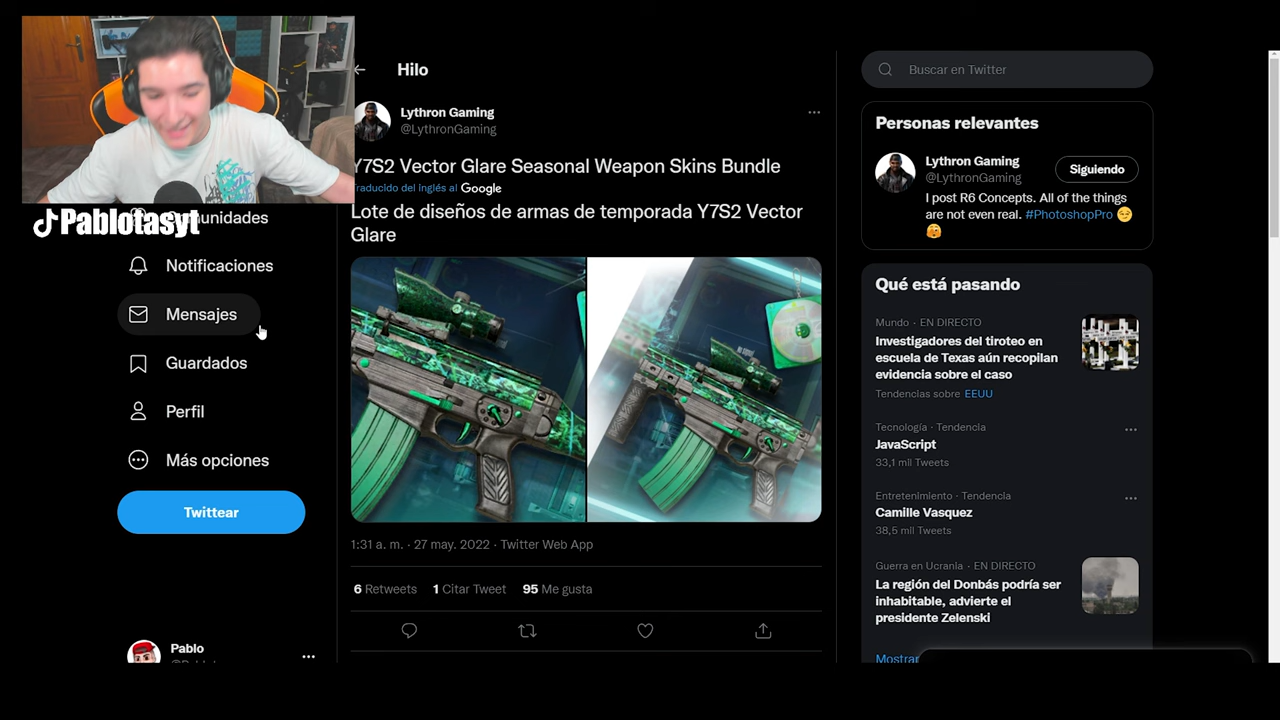 Pablotasyt
Comunidades
Notificaciones
Mensajes
Guardados
Perfil
Más opciones
Twittear
Pablo
Hilo
Lythron Gaming
@LythronGaming
Y7S2 Vector Glare Seasonal Weapon Skins Bundle
Traducido del inglés al Google
Lote de diseños de armas de temporada Y7S2 Vector
Glare
1:31 a. m. · 27 may. 2022 · Twitter Web App
6 Retweets 1 Citar Tweet 95 Me gusta
Buscar en Twitter
Personas relevantes
Lythron Gaming
@LythronGaming
Siguiendo
I post R6 Concepts. All of the things
are not even real. #PhotoshopPro 😏
🫣
Qué está pasando
Mundo · EN DIRECTO
Investigadores del tiroteo en
escuela de Texas aún recopilan
evidencia sobre el caso
Tendencias sobre EEUU
Tecnología · Tendencia
JavaScript
33,1 mil Tweets
Entretenimiento · Tendencia
Camille Vasquez
38,5 mil Tweets
Guerra en Ucrania · EN DIRECTO
La región del Donbás podría ser
inhabitable, advierte el
presidente Zelenski
Mostrar